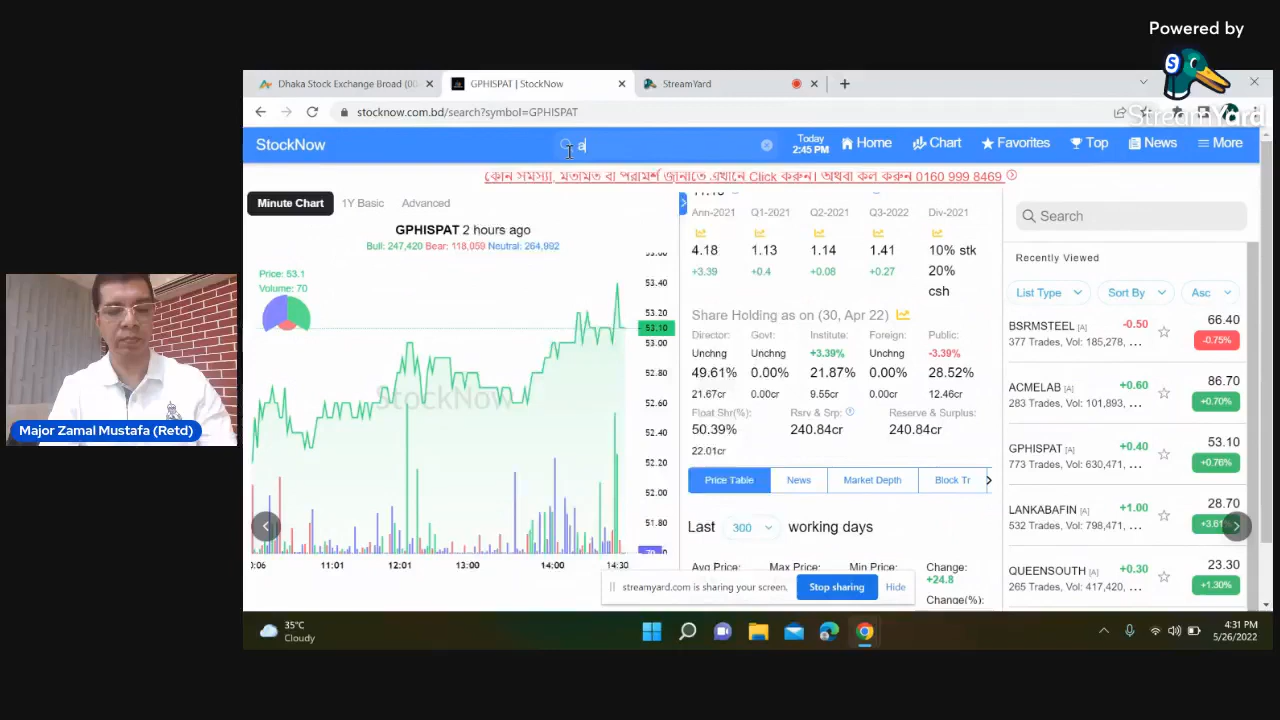 Powered by
StreamYard
Dhaka Stock Exchange Broad (00
GPHISPAT | StockNow
StreamYard
stocknow.com.bd/search?symbol=GPHISPAT
StockNow
a
Today
2:45 PM
Home
Chart
Favorites
Top
News
More
কোন সমস্যা, মতামত বা পরামর্শ জানাতে এখানে Click করুন। অথবা কল করুন 0160 999 8469
Minute Chart
1Y Basic
Advanced
GPHISPAT 2 hours ago
Bull: 247,420 Bear: 118,059 Neutral: 264,992
Price: 53.1
Volume: 70
StockNow
53.40
53.20
53.10
53.00
52.80
52.60
52.40
52.20
52.00
51.80
70
0:06
11:00
12:01
13:00
14:00
14:30
Ann-2021
Q1-2021
Q2-2021
Q3-2022
Div-2021
4.18
1.13
1.14
1.41
10% stk
+3.39
+0.4
+0.08
+0.27
20%
csh
Share Holding as on (30, Apr 22)
Director:
Govt:
Institute:
Foreign:
Public:
Unchng
Unchng
+3.39%
Unchng
-3.39%
49.61%
0.00%
21.87%
0.00%
28.52%
21.67cr
0.00cr
9.55cr
0.00cr
12.46cr
Float Shr(%):
Rsrv & Srp:
Reserve & Surplus:
50.39%
240.84cr
240.84cr
22.01cr
Price Table
News
Market Depth
Block Tr
Last
300
working days
Avg Price:
Max Price:
Min Price:
Change:
+24.8
Change(%):
Search
Recently Viewed
List Type
Sort By
Asc
BSRMSTEEL [A]
-0.50
66.40
377 Trades, Vol: 185,278, ...
-0.75%
ACMELAB [A]
+0.60
86.70
283 Trades, Vol: 101,893, ...
+0.70%
GPHISPAT [A]
+0.40
53.10
773 Trades, Vol: 630,471, ...
+0.76%
LANKABAFIN [A]
+1.00
28.70
532 Trades, Vol: 798,471, ...
QUEENSOUTH [A]
+0.30
23.30
265 Trades, Vol: 417,420, ...
+1.30%
streamyard.com is sharing your screen.
Stop sharing
Hide
Major Zamal Mustafa (Retd)
35°C
Cloudy
4:31 PM
5/26/2022